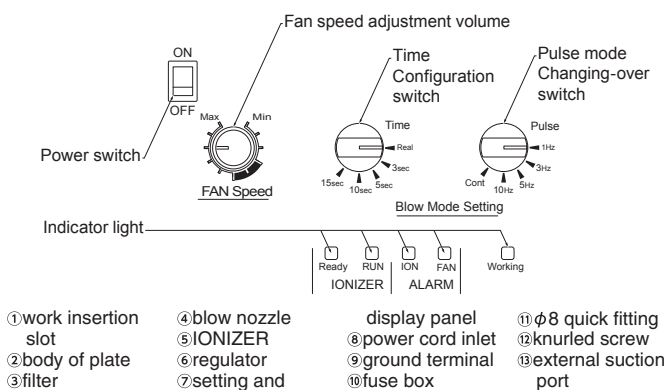 Fan speed adjustment volume
ON
OFF
Power switch
Max
Min
FAN Speed
Time
Configuration
switch
Time
Real
3sec
5sec
10sec
15sec
Pulse mode
Changing-over
switch
Pulse
1Hz
3Hz
5Hz
10Hz
Cont
Blow Mode Setting
Indicator light
Ready
RUN
ION
FAN
Working
IONIZER
ALARM
①work insertion
slot
②body of plate
③filter
④blow nozzle
⑤IONIZER
⑥regulator
⑦setting and
display panel
⑧power cord inlet
⑨ground terminal
⑩fuse box
⑪φ8 quick fitting
⑫knurled screw
⑬external suction
port